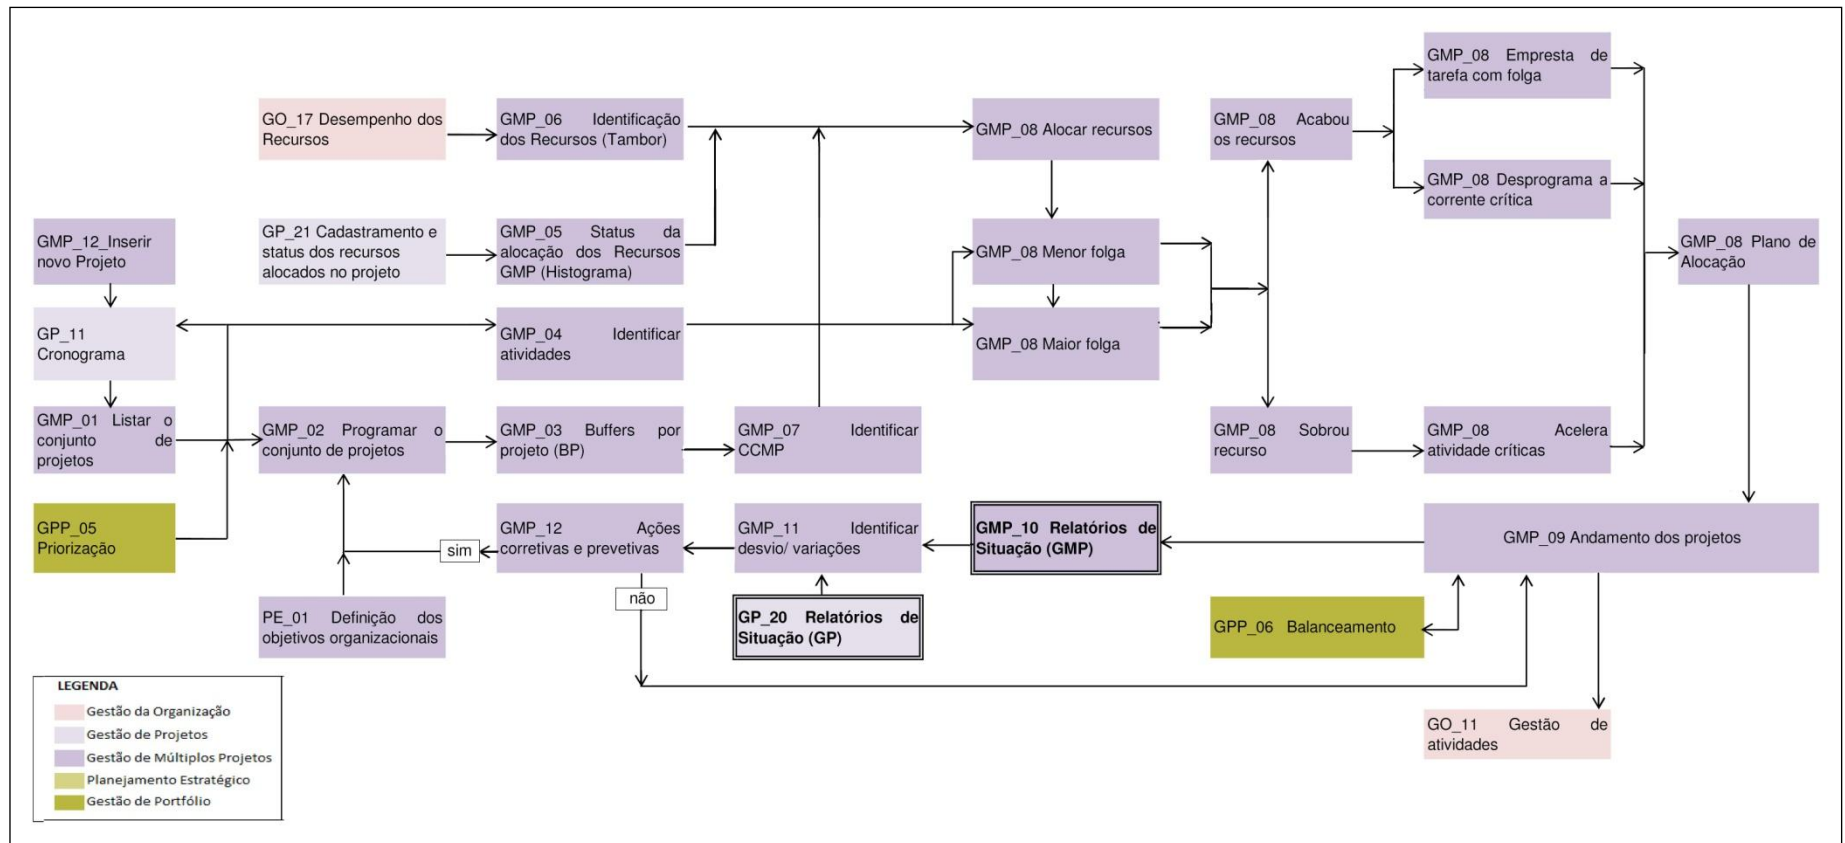 GMP_08 Empresta de
tarefa com folga
GO_17 Desempenho dos
Recursos
GMP_06 Identificação
dos Recursos (Tambor)
GMP_08 Alocar recursos
GMP_08 Acabou
os recursos
GMP_08 Desprograma a
corrente crítica
GMP_12_Inserir
novo Projeto
GP_21 Cadastramento e
status dos recursos
alocados no projeto
GMP_05 Status da
alocação dos Recursos
GMP (Histograma)
GMP_08 Menor folga
GMP_08 Plano de
Alocação
GP_11
Cronograma
GMP_04 Identificar
atividades
GMP_08 Maior folga
GMP_01 Listar o
conjunto de
projetos
GMP_02 Programar o
conjunto de projetos
GMP_03 Buffers por
projeto (BP)
GMP_07 Identificar
CCMP
GMP_08 Sobrou
recurso
GMP_08 Acelera
atividade críticas
GPP_05
Priorização
sim
GMP_12 Ações
corretivas e prevetivas
GMP_11 Identificar
desvio/ variações
GMP_10 Relatórios de
Situação (GMP)
GMP_09 Andamento dos projetos
não
PE_01 Definição dos
objetivos organizacionais
GP_20 Relatórios de
Situação (GP)
GPP_06 Balanceamento
GO_11 Gestão de
atividades
LEGENDA
Gestão da Organização
Gestão de Projetos
Gestão de Múltiplos Projetos
Planejamento Estratégico
Gestão de Portfólio